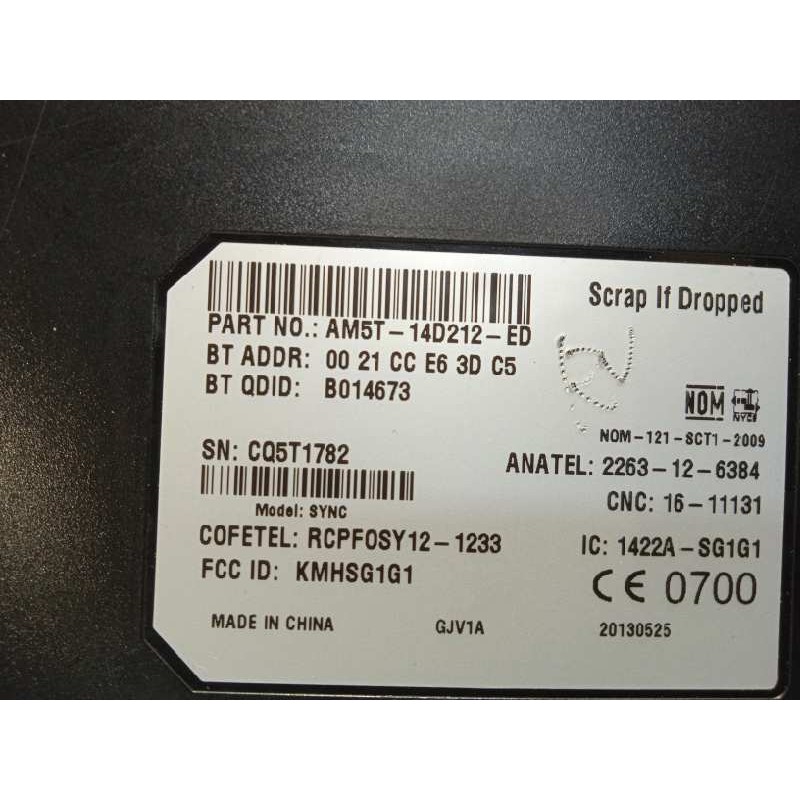 Scrap If Dropped
PART NO.: AM5T-14D212-ED
BT ADDR: 00 21 CC E6 3D C5
BT QDID: B014673
NOM
NYCE
NOM-121-SCT1-2009
SN: CQ5T1782
ANATEL: 2263-12-6384
CNC: 16-11131
Model: SYNC
COFETEL: RCPFOSY12-1233
IC: 1422A-SG1G1
FCC ID: KMHSG1G1
CE 0700
MADE IN CHINA
GJV1A
20130525